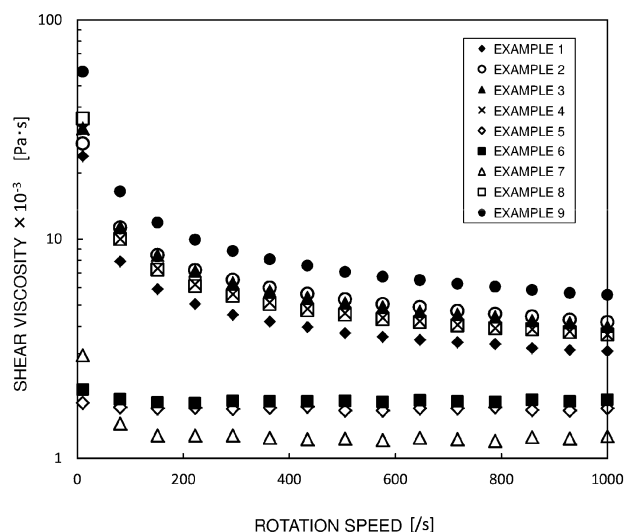 100
10
1
SHEAR VISCOSITY × 10⁻³ [Pa·s]
EXAMPLE 1
EXAMPLE 2
EXAMPLE 3
EXAMPLE 4
EXAMPLE 5
EXAMPLE 6
EXAMPLE 7
EXAMPLE 8
EXAMPLE 9
0 200 400 600 800 1000
ROTATION SPEED [/s]